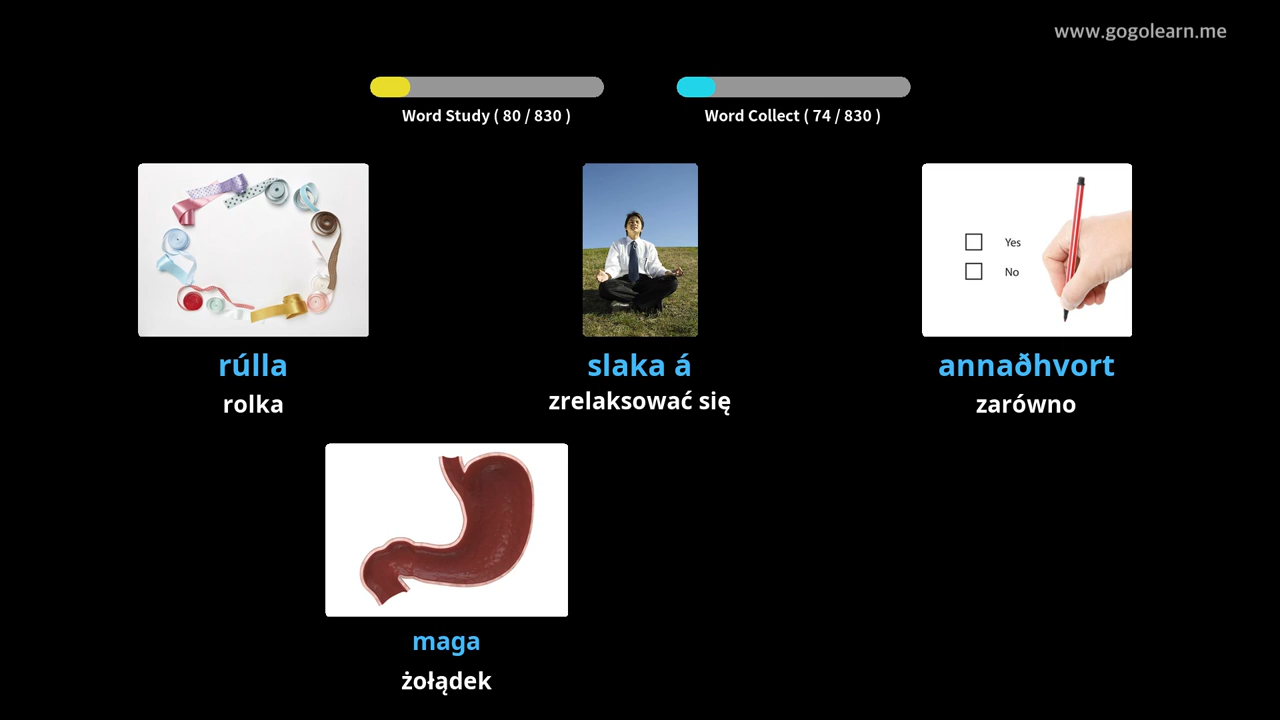 www.gogolearn.me
Word Study ( 80 / 830 )
Word Collect ( 74 / 830 )
Yes
No
rúlla
rolka
slaka á
zrelaksować się
annaðhvort
zarówno
maga
żołądek